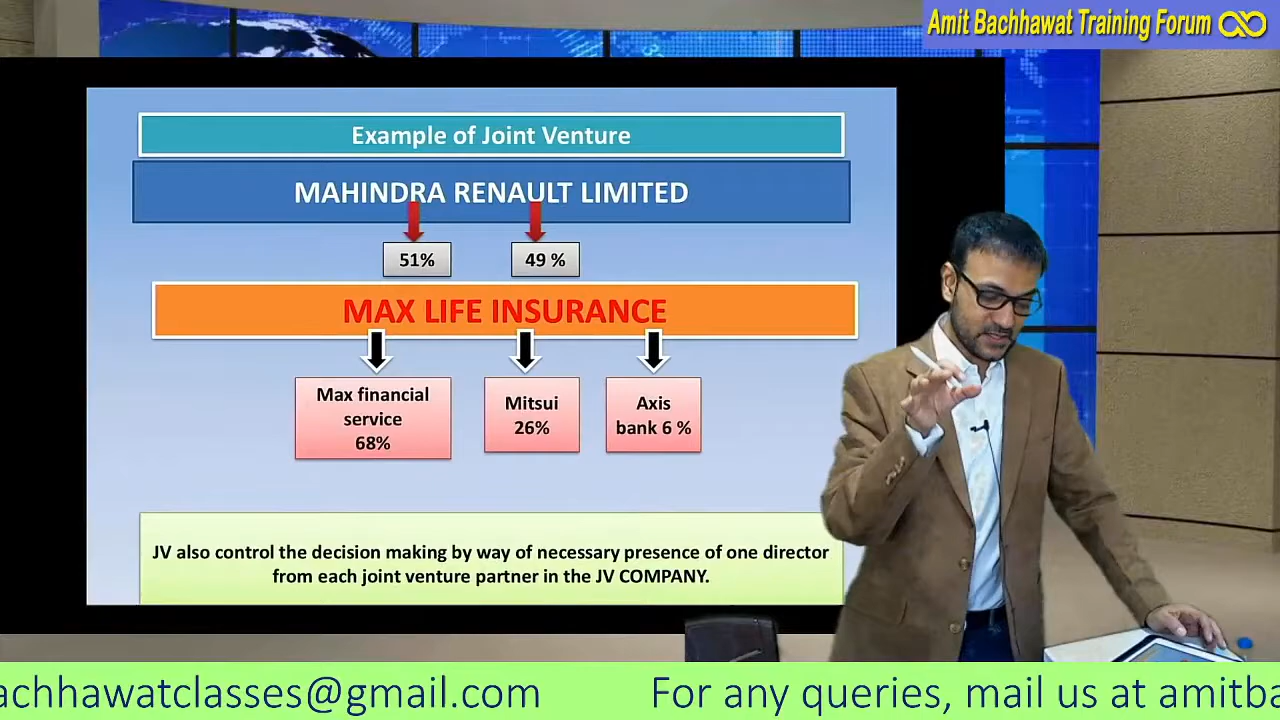 Amit Bachhawat Training Forum
Example of Joint Venture
MAHINDRA RENAULT LIMITED
51%
49 %
MAX LIFE INSURANCE
Max financial
service
68%
Mitsui
26%
Axis
bank 6 %
JV also control the decision making by way of necessary presence of one director
from each joint venture partner in the JV COMPANY.
achhawatclasses@gmail.com For any queries, mail us at amitba